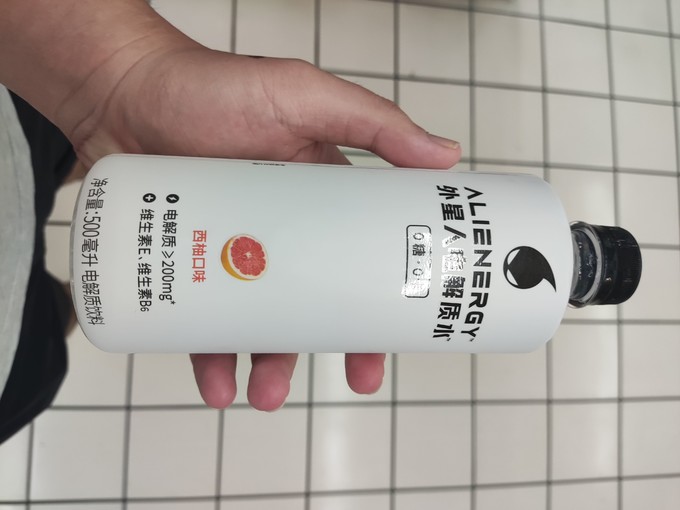 ALIENERGY
外星人电解质水
0糖·0
西柚口味
电解质≥200mg*
维生素E、维生素B6
净含量:500毫升 电解质饮料